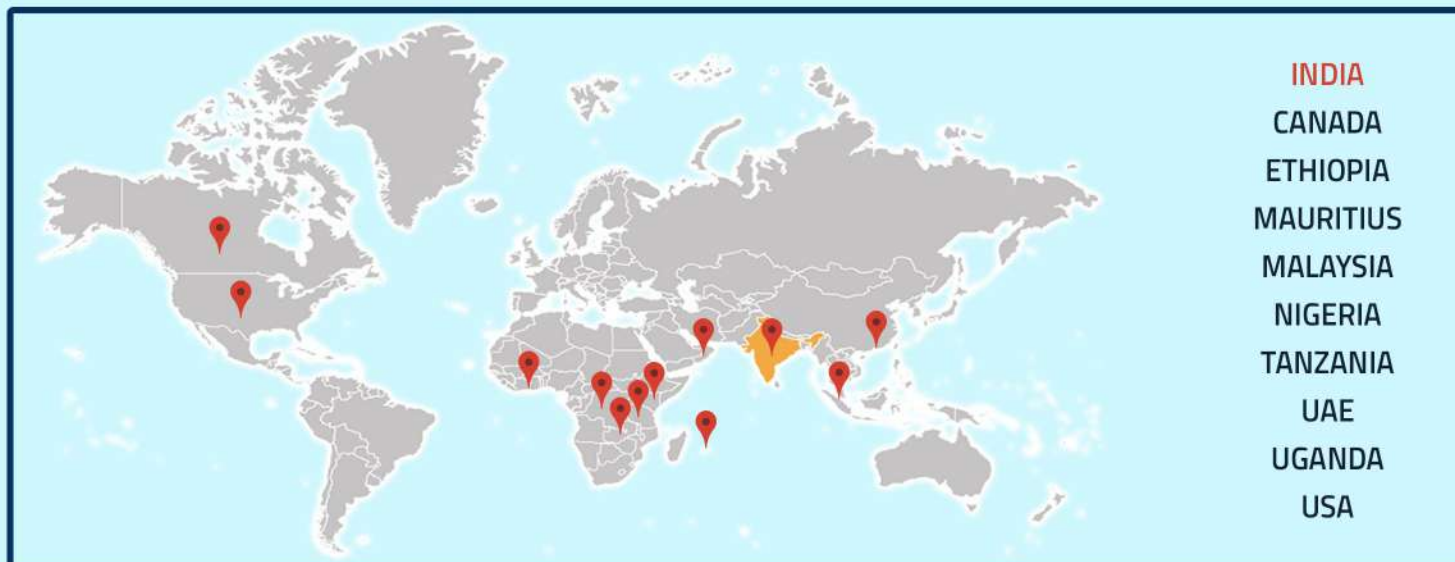 INDIA
CANADA
ETHIOPIA
MAURITIUS
MALAYSIA
NIGERIA
TANZANIA
UAE
UGANDA
USA